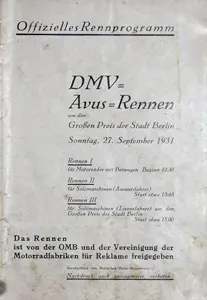 Offizielles Rennprogramm
DMV=
Avus=Rennen
um den
Großen Preis der Stadt Berlin
Sonntag, 27. September 1931
Rennen I
für Motorräder mit Beiwagen Beginn 13.30
Rennen II
für Solomaschinen (Ausweisfahrer)
Start etwa 13.45
Rennen III
für Solomaschinen (Lizenzfahrer) um den
Großen Preis der Stadt Berlin
Start etwa 15.00
Das Rennen
ist von der OMB und der Vereinigung der
Motorradfabriken für Reklame freigegeben
Nachdruck, auch auszugsweise, verboten